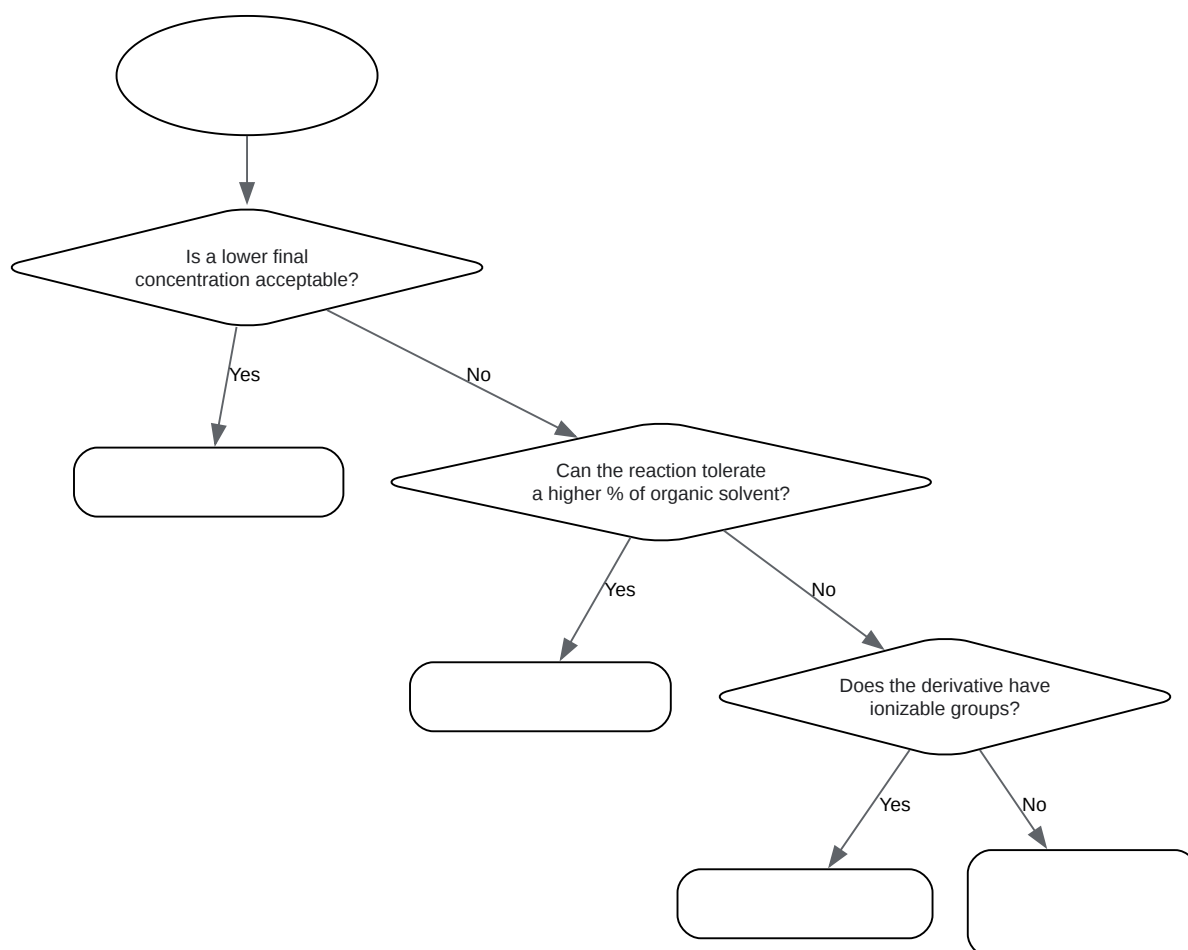 Is a lower final
concentration acceptable?
Yes
No
Can the reaction tolerate
a higher % of organic solvent?
Yes
No
Does the derivative have
ionizable groups?
Yes
No